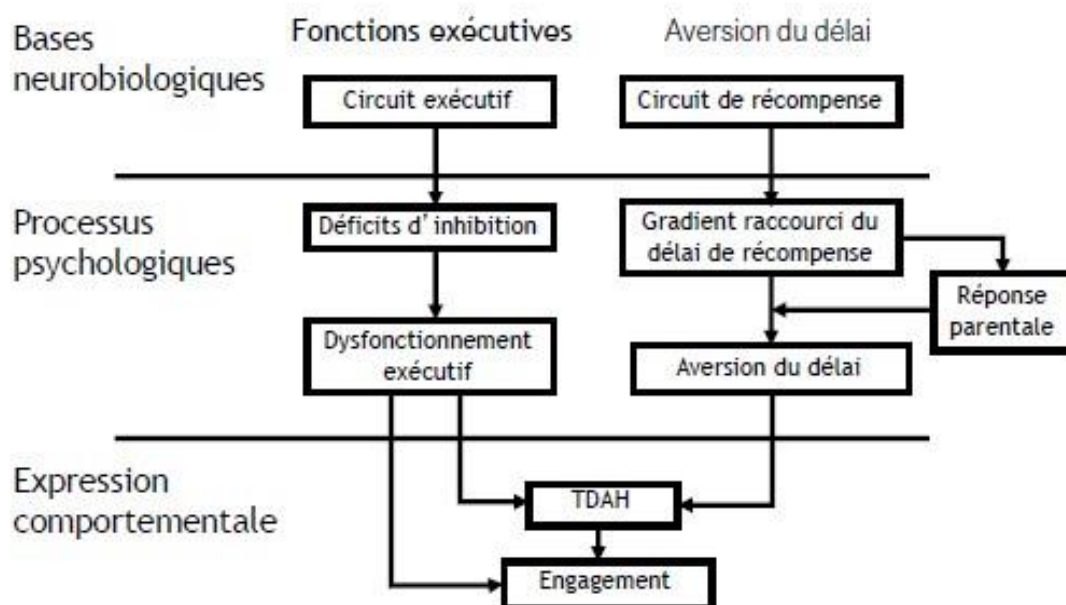 Bases
neurobiologiques
Fonctions exécutives
Aversion du délai
Circuit exécutif
Circuit de récompense
Processus
psychologiques
Déficits d' inhibition
Gradient raccourci du
délai de récompense
Réponse
parentale
Dysfonctionnement
exécutif
Aversion du délai
Expression
comportementale
TDAH
Engagement